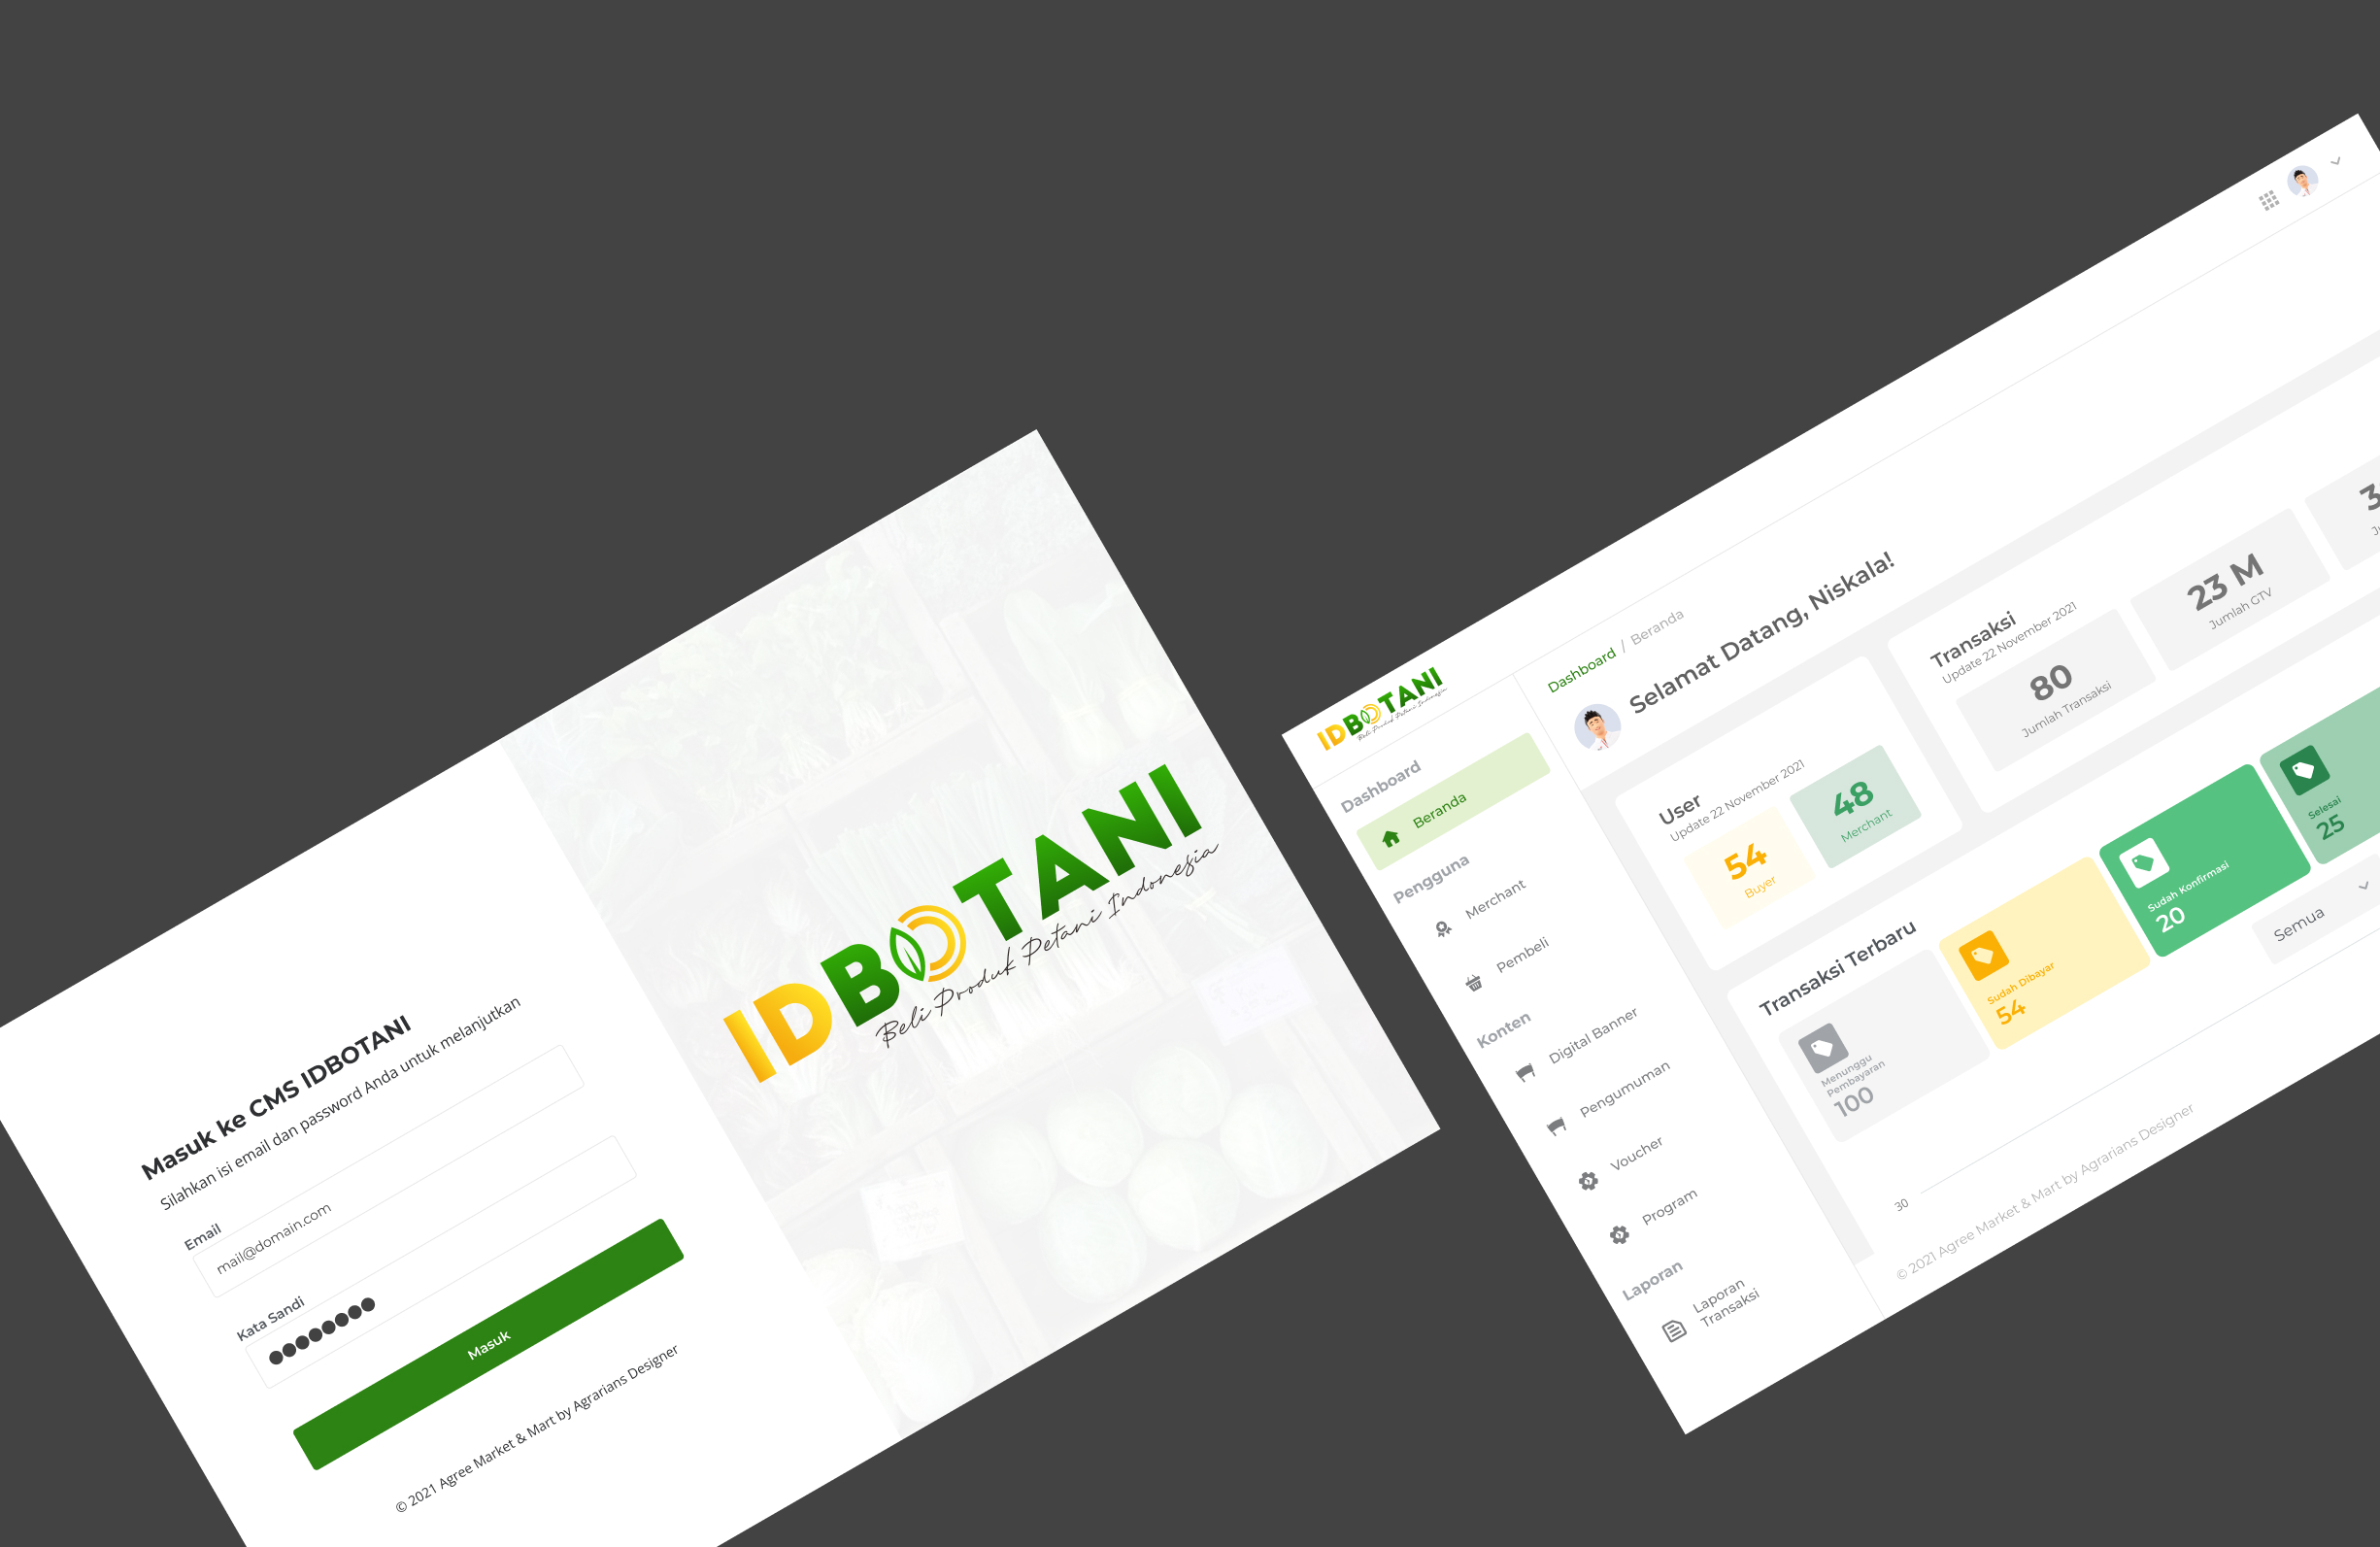 Masuk ke CMS IDBOTANI
Silahkan isi email dan password Anda untuk melanjutkan
Email
mail@domain.com
Kata Sandi
Masuk
© 2021 Agree Market & Mart by Agrarians Designer
IDBOTANI
Beli Produk Petani Indonesia
IDBOTANI
Beli Produk Petani Indonesia
Dashboard
Beranda
Pengguna
Merchant
Pembeli
Konten
Digital Banner
Pengumuman
Voucher
Program
Laporan
Laporan
Transaksi
Dashboard / Beranda
Selamat Datang, Niskala!
User
Update 22 November 2021
54
Buyer
48
Merchant
Transaksi
Update 22 November 2021
80
Jumlah Transaksi
23 M
Jumlah GTV
Transaksi Terbaru
Menunggu
Pembayaran
100
Sudah Dibayar
54
Sudah Konfirmasi
20
Selesai
25
Semua
30
© 2021 Agree Market & Mart by Agrarians Designer